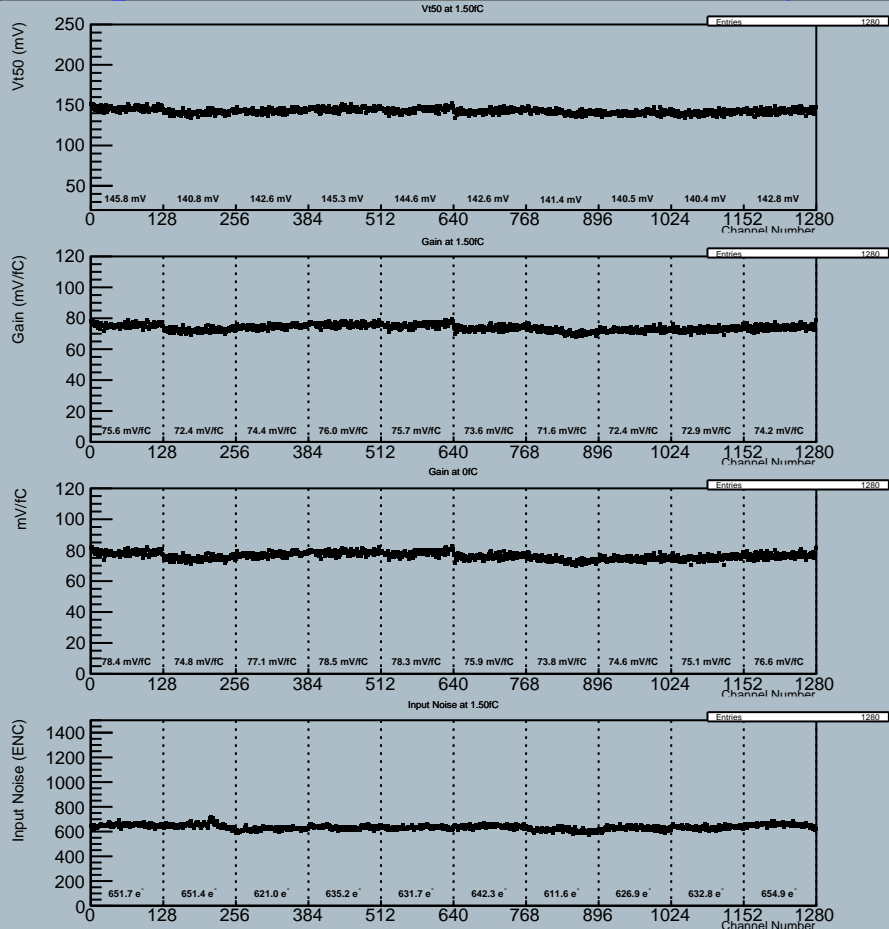 Vt50 at 1.50fC
Entries 1280
Vt50 (mV)
250
200
150
100
50
145.8 mV 140.8 mV 142.6 mV 145.3 mV 144.6 mV 142.6 mV 141.4 mV 140.5 mV 140.4 mV 142.8 mV
0 128 256 384 512 640 768 896 1024 1152 1280
Channel Number
Gain at 1.50fC
Entries 1280
Gain (mV/fC)
120
100
80
60
40
20
0
75.6 mV/fC 72.4 mV/fC 74.4 mV/fC 76.0 mV/fC 75.7 mV/fC 73.6 mV/fC 71.6 mV/fC 72.4 mV/fC 72.9 mV/fC 74.2 mV/fC
0 128 256 384 512 640 768 896 1024 1152 1280
Channel Number
Gain at 0fC
Entries 1280
mV/fC
120
100
80
60
40
20
0
78.4 mV/fC 74.8 mV/fC 77.1 mV/fC 78.5 mV/fC 78.3 mV/fC 75.9 mV/fC 73.8 mV/fC 74.6 mV/fC 75.1 mV/fC 76.6 mV/fC
0 128 256 384 512 640 768 896 1024 1152 1280
Channel Number
Input Noise at 1.50fC
Entries 1280
Input Noise (ENC)
1400
1200
1000
800
600
400
200
0
651.7 e⁻ 651.4 e⁻ 621.0 e⁻ 635.2 e⁻ 631.7 e⁻ 642.3 e⁻ 611.6 e⁻ 626.9 e⁻ 632.8 e⁻ 654.9 e⁻
0 128 256 384 512 640 768 896 1024 1152 1280
Channel Number